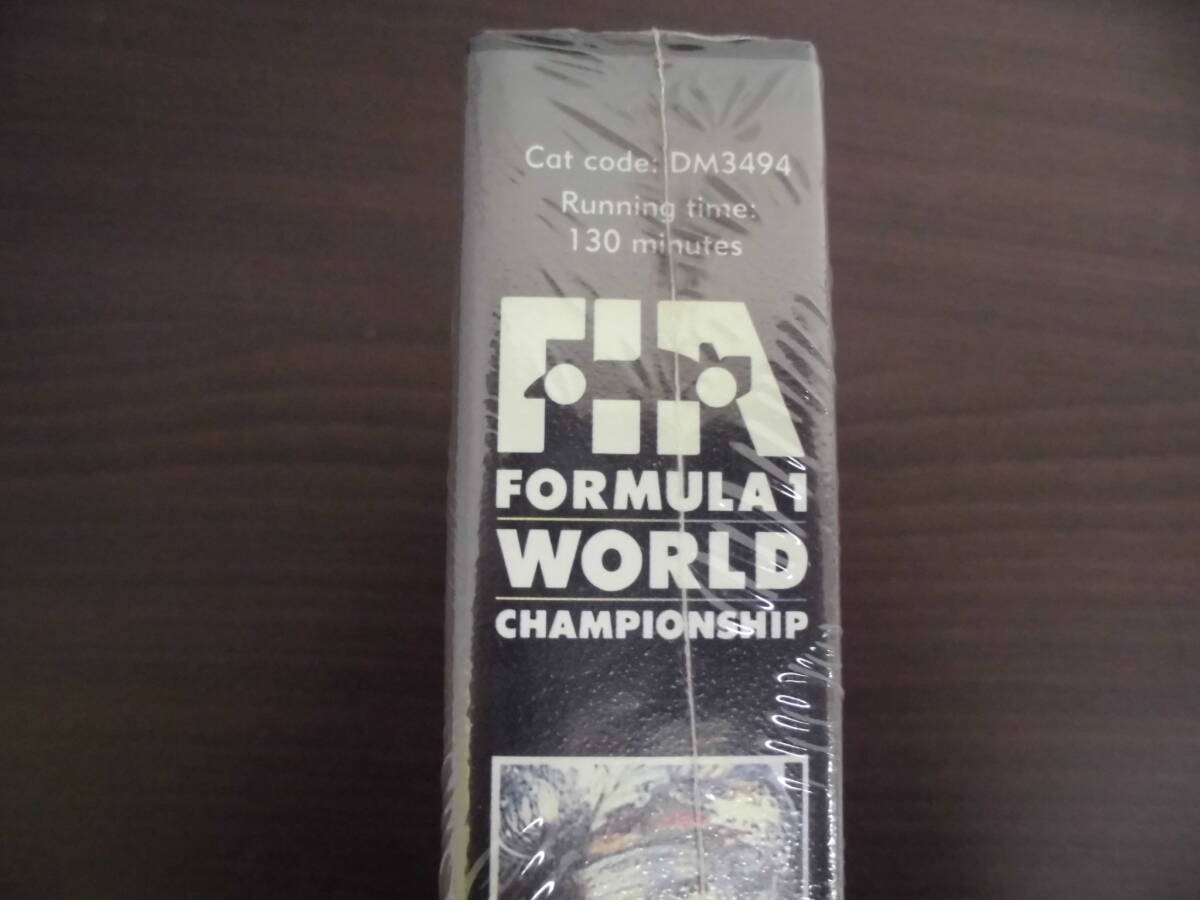 Cat code: DM3494
Running time:
130 minutes
FIA
FORMULA 1
WORLD
CHAMPIONSHIP